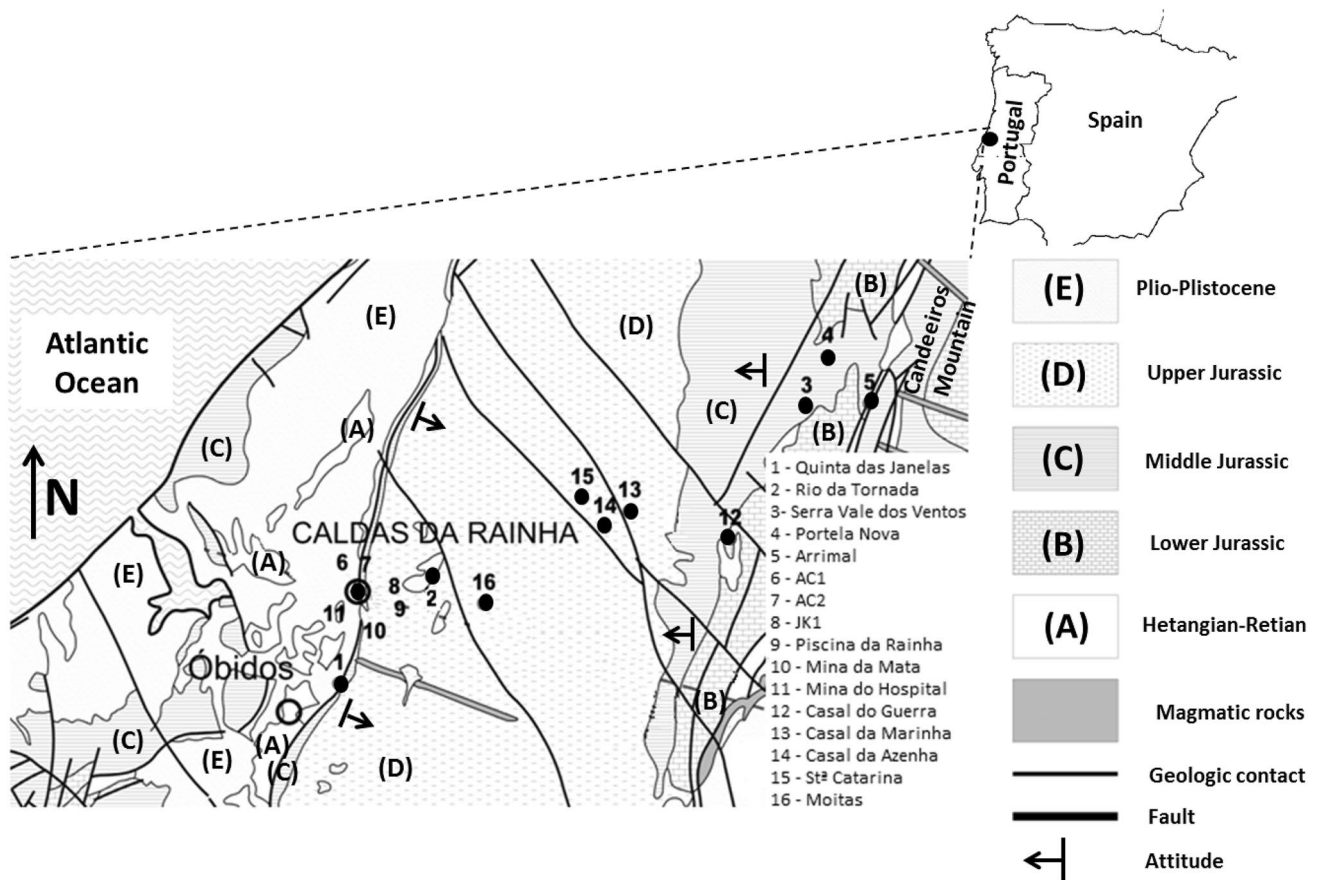 Spain
Portugal
Atlantic
Ocean
N
(E)
(A)
(C)
(D)
(B)
(C)
4
3
5
(B)
Candeeiros
Mountain
15
14
13
12
CALDAS DA RAINHA
(E)
(A)
6 7
8
9
2
16
11
10
Óbidos
1
(C)
(E)
(A)
(C)
(D)
(B)
1 - Quinta das Janelas
2 - Rio da Tornada
3- Serra Vale dos Ventos
4 - Portela Nova
5 - Arrimal
6 - AC1
7 - AC2
8 - JK1
9 - Piscina da Rainha
10 - Mina da Mata
11 - Mina do Hospital
12 - Casal do Guerra
13 - Casal da Marinha
14 - Casal da Azenha
15 - Stª Catarina
16 - Moitas
(E) Plio-Plistocene
(D) Upper Jurassic
(C) Middle Jurassic
(B) Lower Jurassic
(A) Hetangian-Retian
Magmatic rocks
Geologic contact
Fault
Attitude